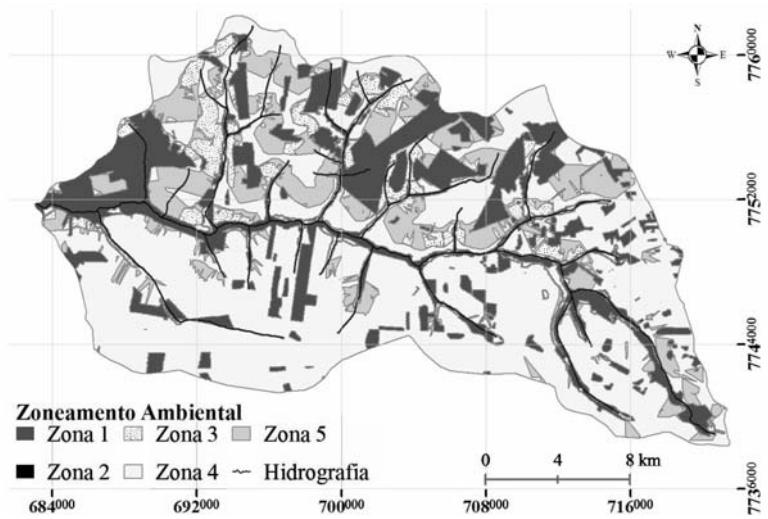 N
W E
S
7760000
7752000
7744000
7736000
Zoneamento Ambiental
Zona 1 Zona 3 Zona 5
Zona 2 Zona 4 Hidrografia
0 4 8 km
684000 692000 700000 708000 716000